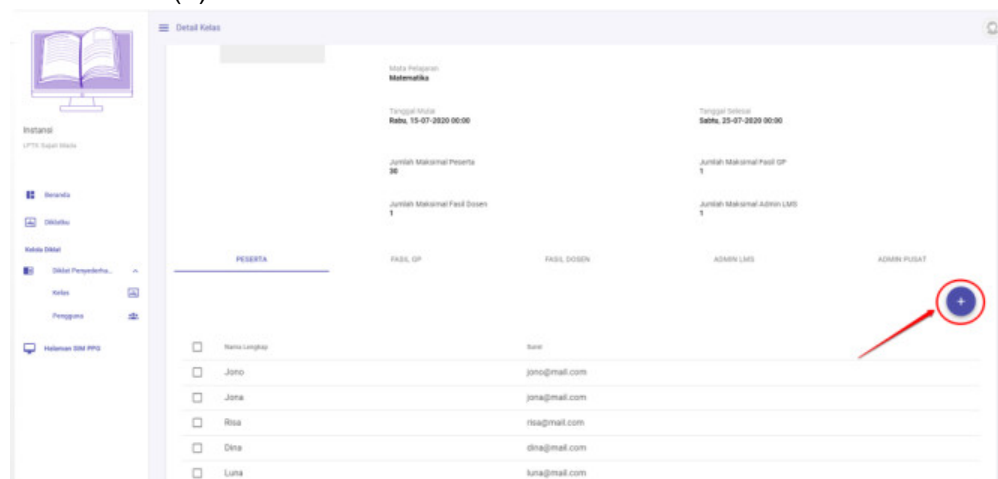 Detail Kelas
Mata Pelajaran
Matematika
Tanggal Mulai
Rabu, 15-07-2020 00:00
Tanggal Selesai
Sabtu, 25-07-2020 00:00
Jumlah Maksimal Peserta
30
Jumlah Maksimal Fasil GP
1
Jumlah Maksimal Fasil Dosen
1
Jumlah Maksimal Admin LMS
1
Instansi
LPTK Gajah Mada
Beranda
Diklatku
Kelola Diklat
Diklat Penyederha...
Kelas
Pengguna
Halaman SIM PPG
PESERTA
FASIL GP
FASIL DOSEN
ADMIN LMS
ADMIN PUSAT
+
Nama Lengkap
Surel
Jono
jono@mail.com
Jona
jona@mail.com
Risa
risa@mail.com
Dina
dina@mail.com
Luna
luna@mail.com